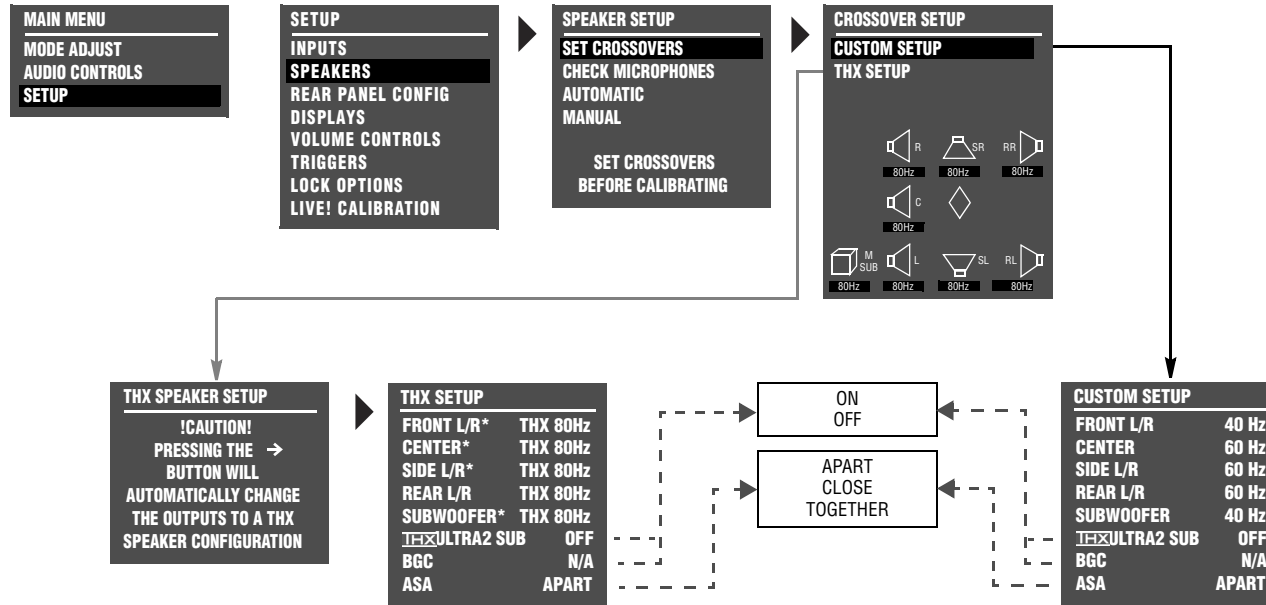 MAIN MENU
MODE ADJUST
AUDIO CONTROLS
SETUP
SETUP
INPUTS
SPEAKERS
REAR PANEL CONFIG
DISPLAYS
VOLUME CONTROLS
TRIGGERS
LOCK OPTIONS
LIVE! CALIBRATION
SPEAKER SETUP
SET CROSSOVERS
CHECK MICROPHONES
AUTOMATIC
MANUAL
SET CROSSOVERS
BEFORE CALIBRATING
CROSSOVER SETUP
CUSTOM SETUP
THX SETUP
R SR RR
80Hz 80Hz 80Hz
C
80Hz
M SUB L SL RL
80Hz 80Hz 80Hz 80Hz
THX SPEAKER SETUP
!CAUTION!
PRESSING THE →
BUTTON WILL
AUTOMATICALLY CHANGE
THE OUTPUTS TO A THX
SPEAKER CONFIGURATION
THX SETUP
FRONT L/R* THX 80Hz
CENTER* THX 80Hz
SIDE L/R* THX 80Hz
REAR L/R THX 80Hz
SUBWOOFER* THX 80Hz
THX ULTRA2 SUB OFF
BGC N/A
ASA APART
ON
OFF
APART
CLOSE
TOGETHER
CUSTOM SETUP
FRONT L/R 40 Hz
CENTER 60 Hz
SIDE L/R 60 Hz
REAR L/R 60 Hz
SUBWOOFER 40 Hz
THX ULTRA2 SUB OFF
BGC N/A
ASA APART